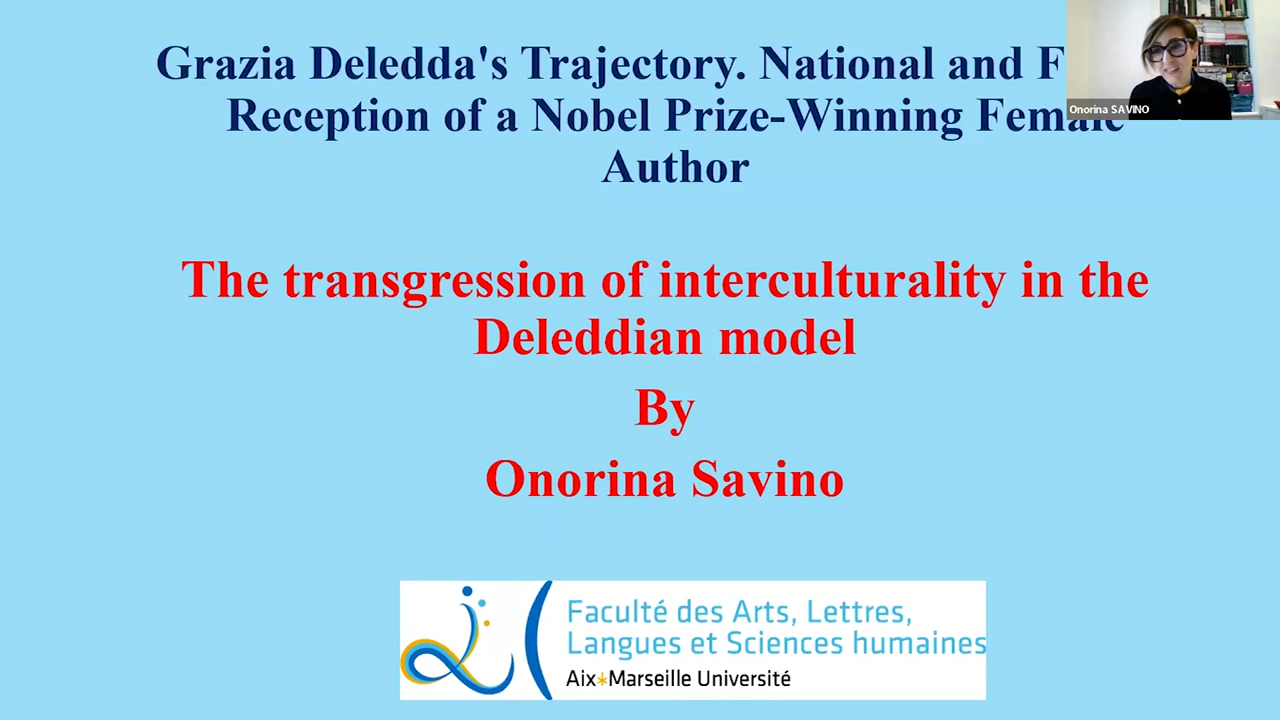 Grazia Deledda's Trajectory. National and F
Reception of a Nobel Prize-Winning Female
Author
Onorina SAVINO
The transgression of interculturality in the
Deleddian model
By
Onorina Savino
Faculté des Arts, Lettres,
Langues et Sciences humaines
Aix*Marseille Université